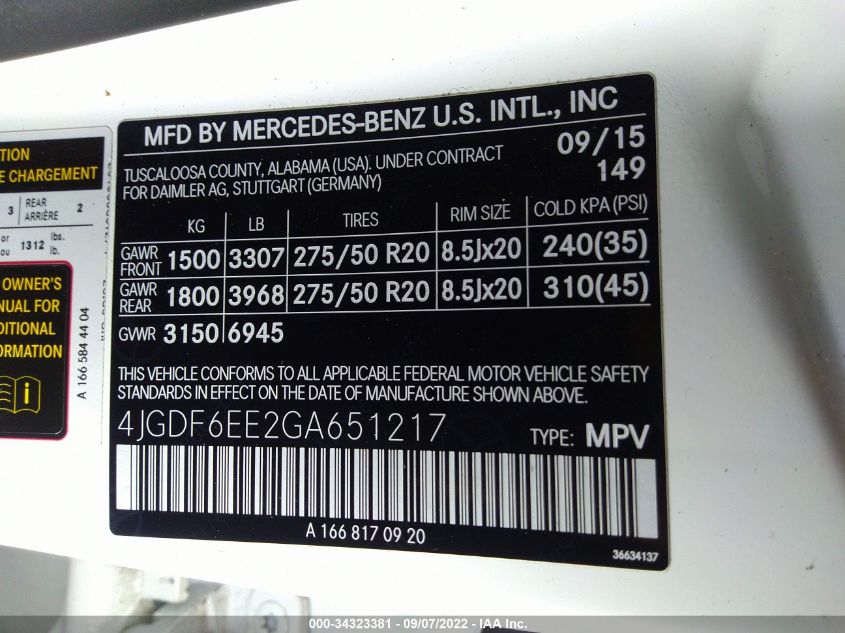 TION
E CHARGEMENT
3 REAR ARRIÈRE 2
or ou 1312 lbs. lb.
OWNER'S
NUAL FOR
DITIONAL
ORMATION
A 166 584 44 04
MFD BY MERCEDES-BENZ U.S. INTL., INC
TUSCALOOSA COUNTY, ALABAMA (USA). UNDER CONTRACT
FOR DAIMLER AG, STUTTGART (GERMANY)
09/15
149
KG LB TIRES RIM SIZE COLD KPA(PSI)
GAWR FRONT 1500 3307 275/50 R20 8.5Jx20 240(35)
GAWR REAR 1800 3968 275/50 R20 8.5Jx20 310(45)
GVWR 3150 6945
THIS VEHICLE CONFORMS TO ALL APPLICABLE FEDERAL MOTOR VEHICLE SAFETY
STANDARDS IN EFFECT ON THE DATE OF MANUFACTURE SHOWN ABOVE.
4JGDF6EE2GA651217 TYPE: MPV
A 166 817 09 20
36634137
000-34323381 - 09/07/2022 - IAA Inc.